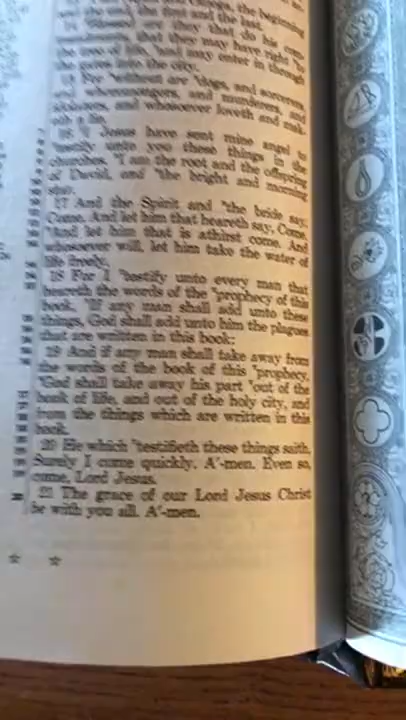 and the first and the last.
14 Blessed are they that do his com-
mandments, that they may have right to
the tree of life, and may enter in through
the gates into the city.
15 For without are dogs, and sorcerers,
and whoremongers, and murderers, and
idolaters, and whosoever loveth and mak-
eth a lie.
16 I Jesus have sent mine angel to
testify unto you these things in the
churches. I am the root and the offspring
of David, and the bright and morning
star.
17 And the Spirit and the bride say,
Come. And let him that heareth say, Come.
And let him that is athirst come. And
whosoever will, let him take the water of
life freely.
18 For I testify unto every man that
heareth the words of the prophecy of this
book, If any man shall add unto these
things, God shall add unto him the plagues
that are written in this book:
19 And if any man shall take away from
the words of the book of this prophecy,
God shall take away his part out of the
book of life, and out of the holy city, and
from the things which are written in this
book.
20 He which testifieth these things saith,
Surely I come quickly. A'-men. Even so,
come, Lord Jesus.
21 The grace of our Lord Jesus Christ
be with you all. A'-men.